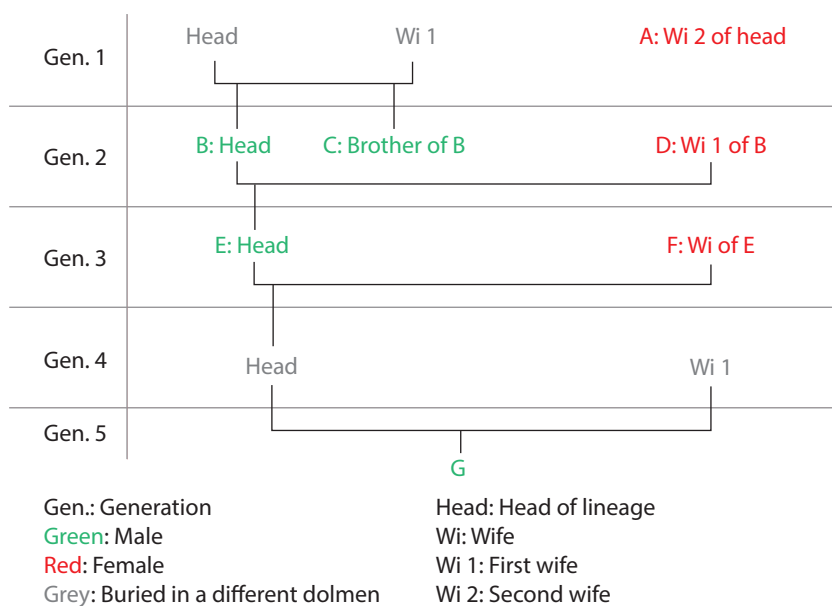 Gen. 1
Head
Wi 1
A: Wi 2 of head
Gen. 2
B: Head
C: Brother of B
D: Wi 1 of B
Gen. 3
E: Head
F: Wi of E
Gen. 4
Head
Wi 1
Gen. 5
G
Gen.: Generation
Green: Male
Red: Female
Grey: Buried in a different dolmen
Head: Head of lineage
Wi: Wife
Wi 1: First wife
Wi 2: Second wife